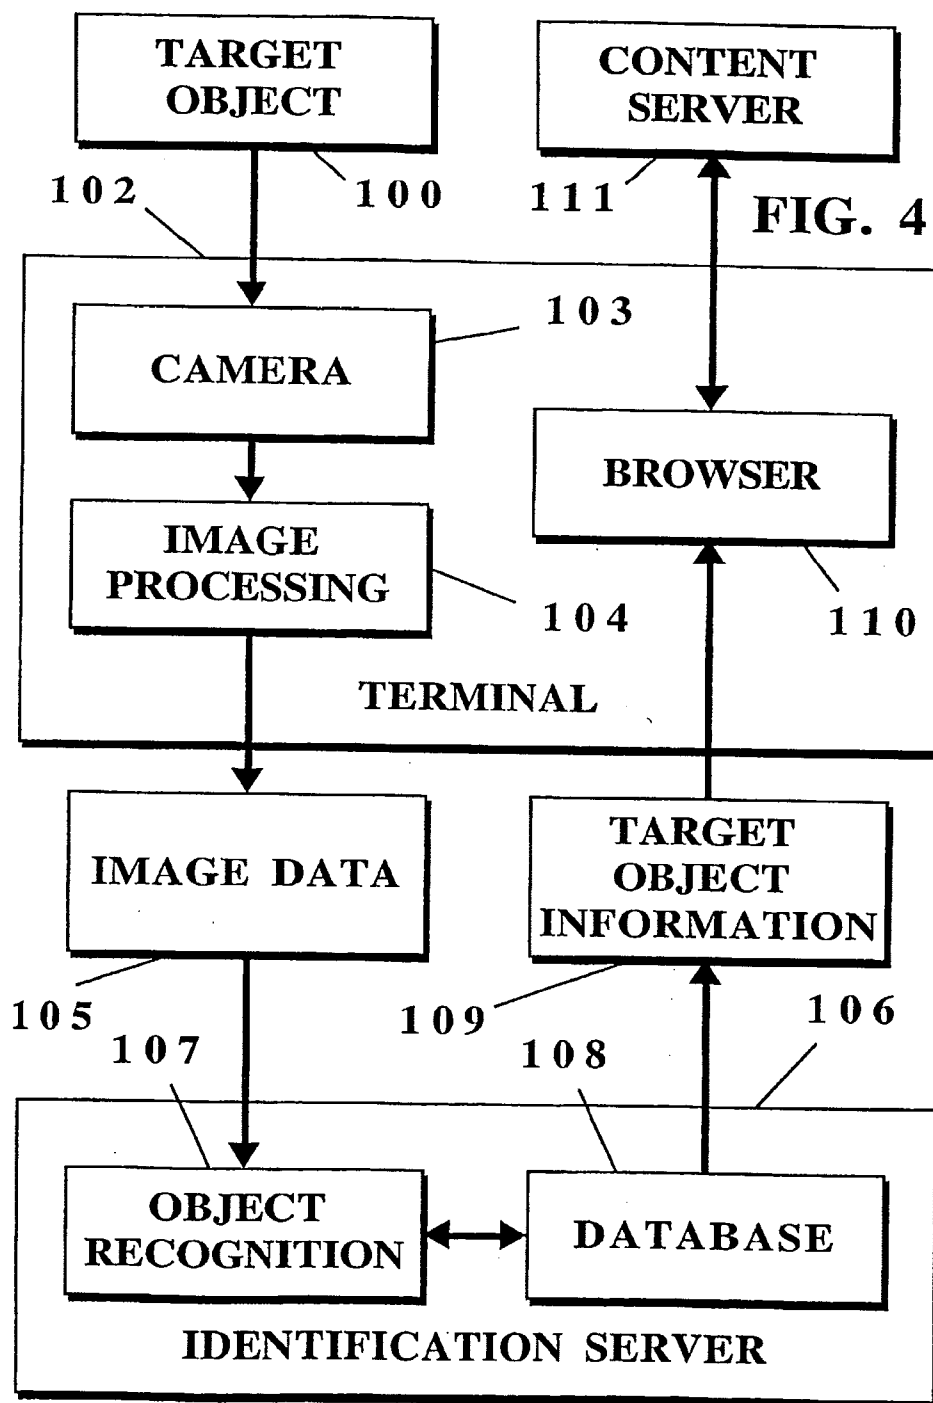 TARGET
OBJECT
CONTENT
SERVER
102
100
111
FIG. 4
103
CAMERA
BROWSER
IMAGE
PROCESSING
104
110
TERMINAL
IMAGE DATA
TARGET
OBJECT
INFORMATION
105
109
106
107
108
OBJECT
RECOGNITION
DATABASE
IDENTIFICATION SERVER